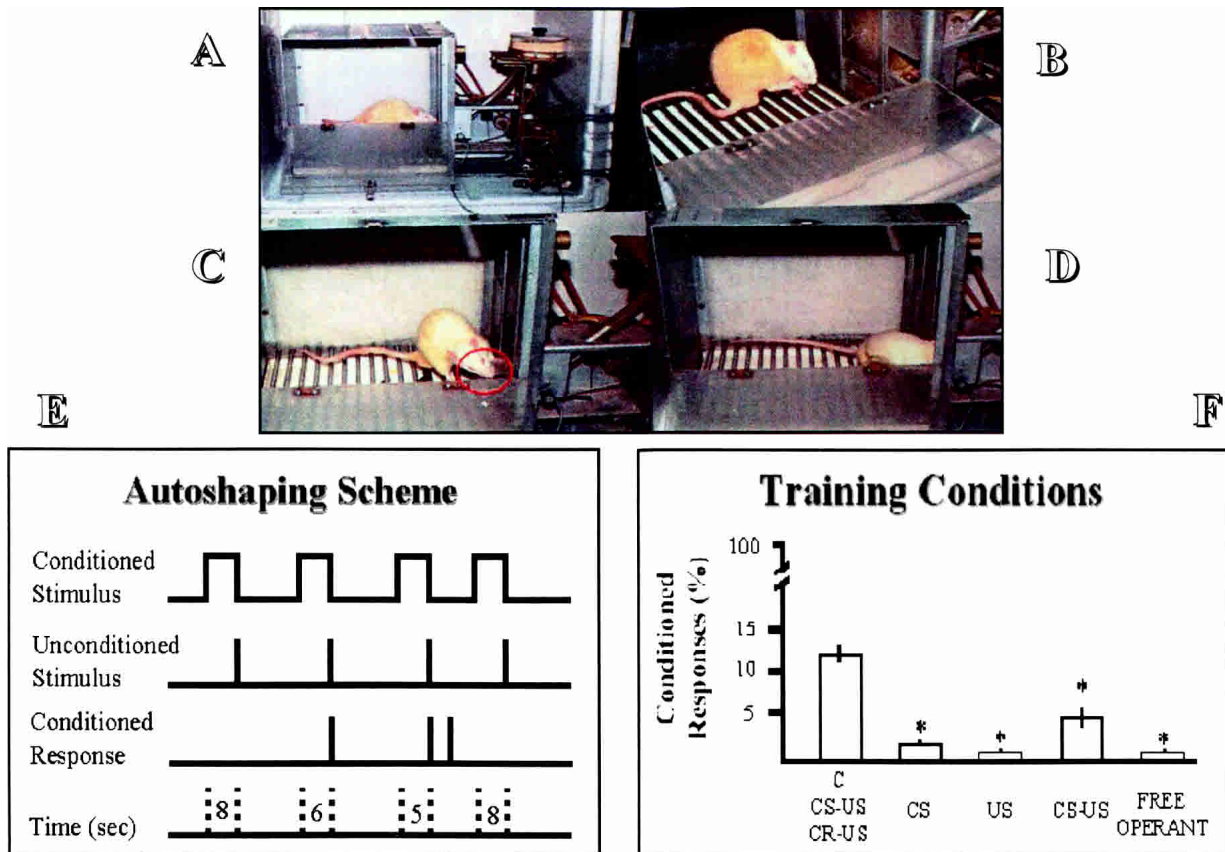 A
B
C
D
E
F
Autoshaping Scheme
Conditioned
Stimulus
Unconditioned
Stimulus
Conditioned
Response
Time (sec)
8
6
5
8
Training Conditions
Conditioned
Responses (%)
100
15
10
5
*
*
*
*
C
CS-US
CR-US
CS
US
CS-US
FREE
OPERANT